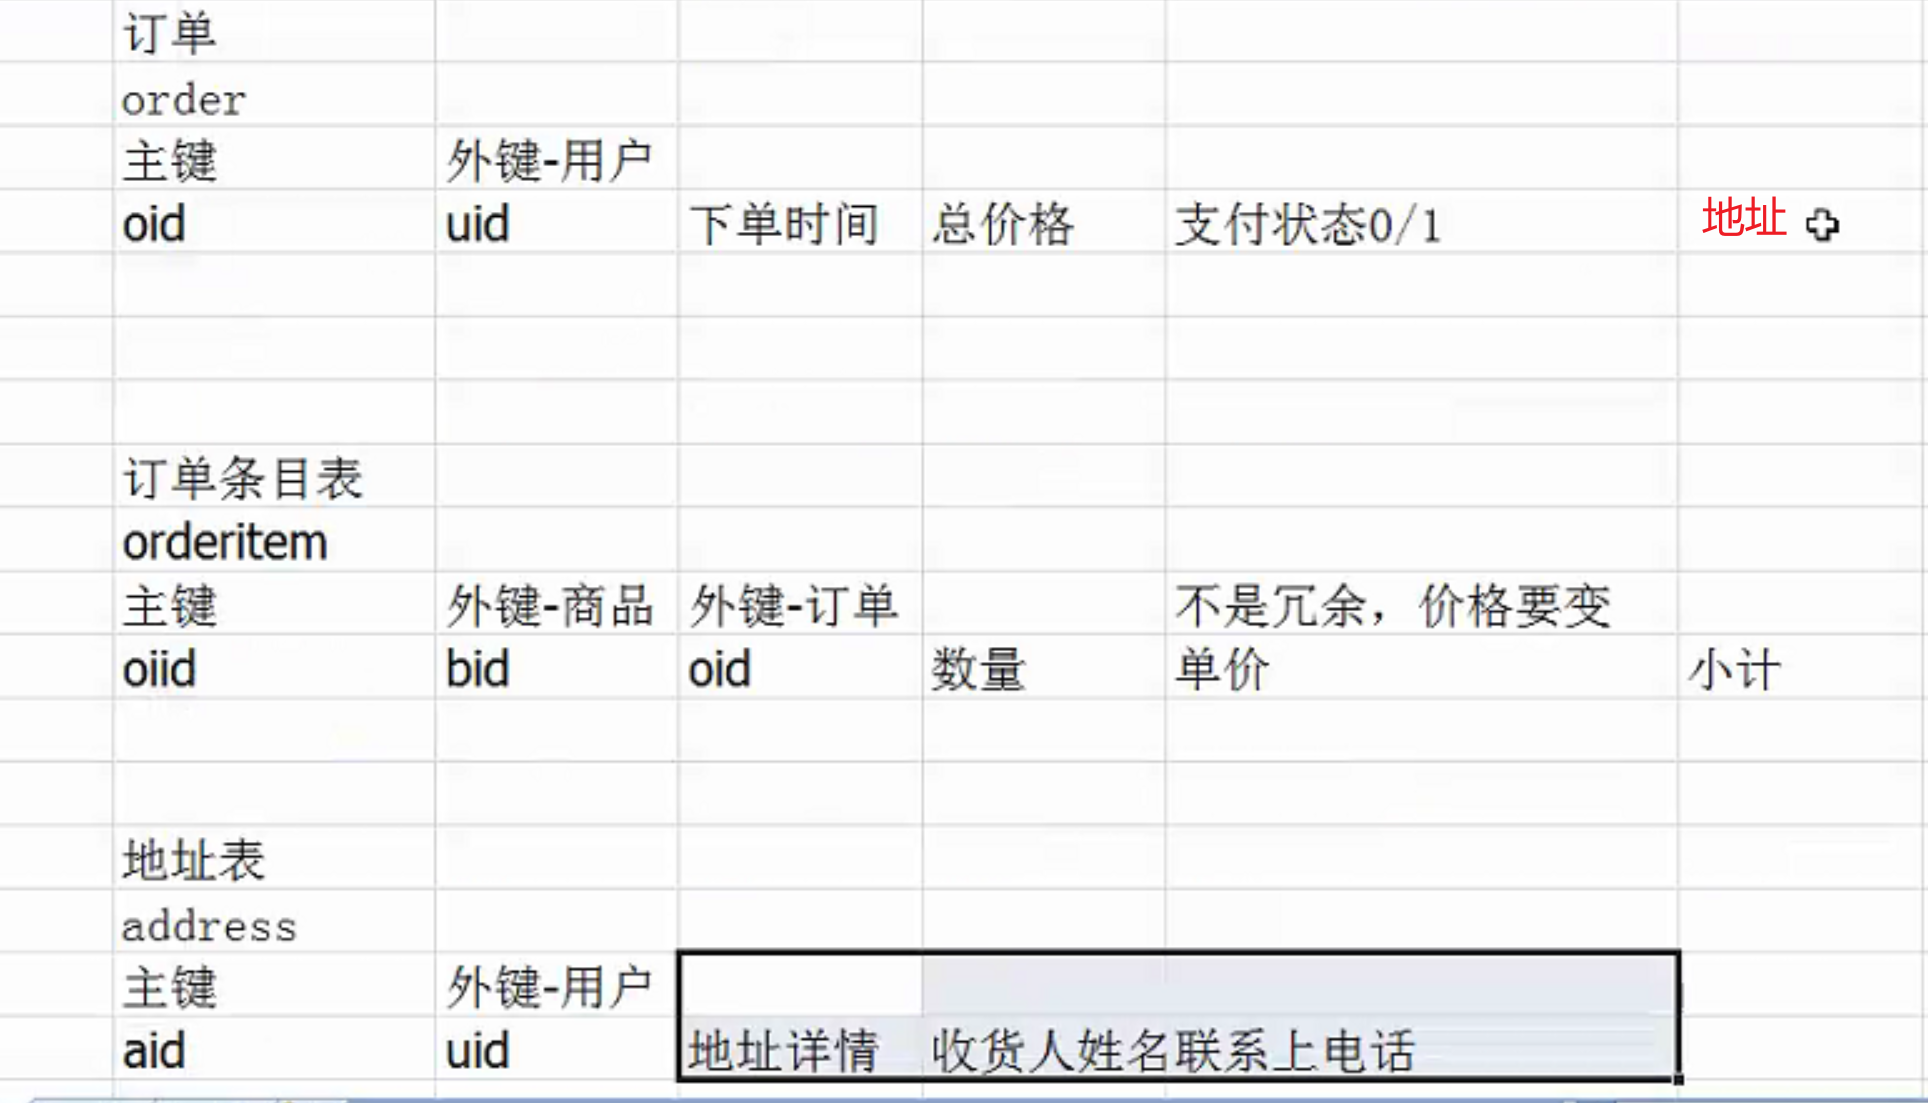 订单
order
主键 外键-用户
oid uid 下单时间 总价格 支付状态0/1 地址
订单条目表
orderitem
主键 外键-商品 外键-订单 不是冗余，价格要变
oiid bid oid 数量 单价 小计
地址表
address
主键 外键-用户
aid uid 地址详情 收货人姓名联系上电话